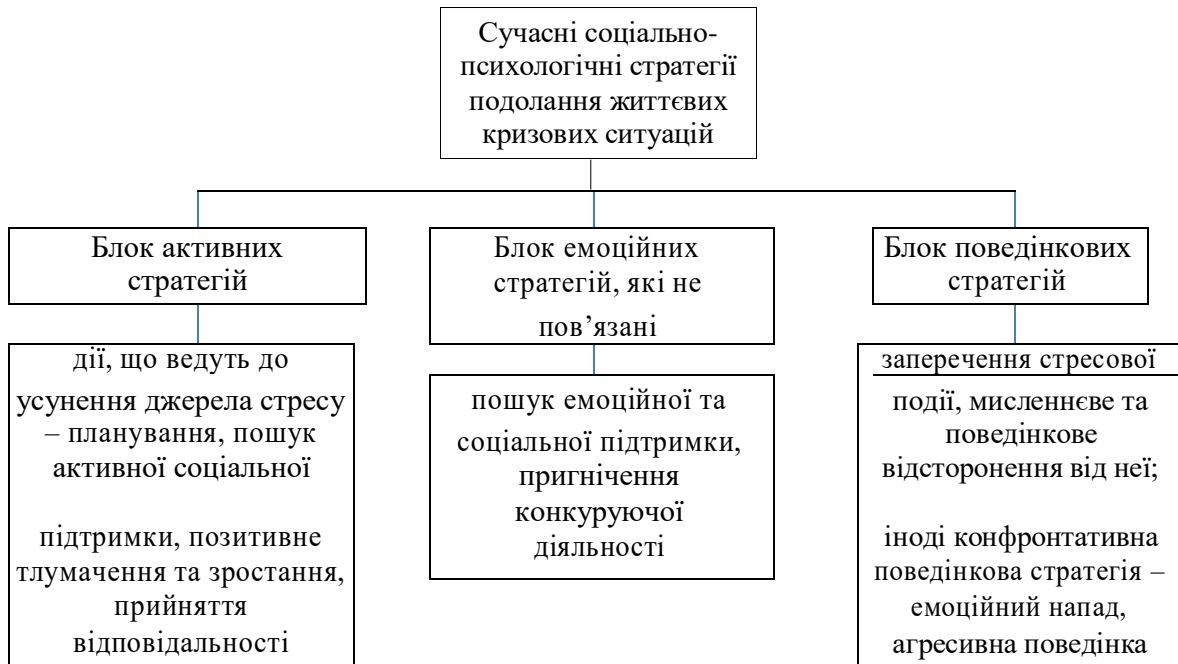 Сучасні соціально-
психологічні стратегії
подолання життєвих
кризових ситуацій
Блок активних
стратегій
дії, що ведуть до
усунення джерела стресу
– планування, пошук
активної соціальної
підтримки, позитивне
тлумачення та зростання,
прийняття
відповідальності
Блок емоційних
стратегій, які не
пов’язані
пошук емоційної та
соціальної підтримки,
пригнічення
конкуруючої
діяльності
Блок поведінкових
стратегій
заперечення стресової
події, мисленнєве та
поведінкове
відсторонення від неї;
іноді конфронтативна
поведінкова стратегія –
емоційний напад,
агресивна поведінка